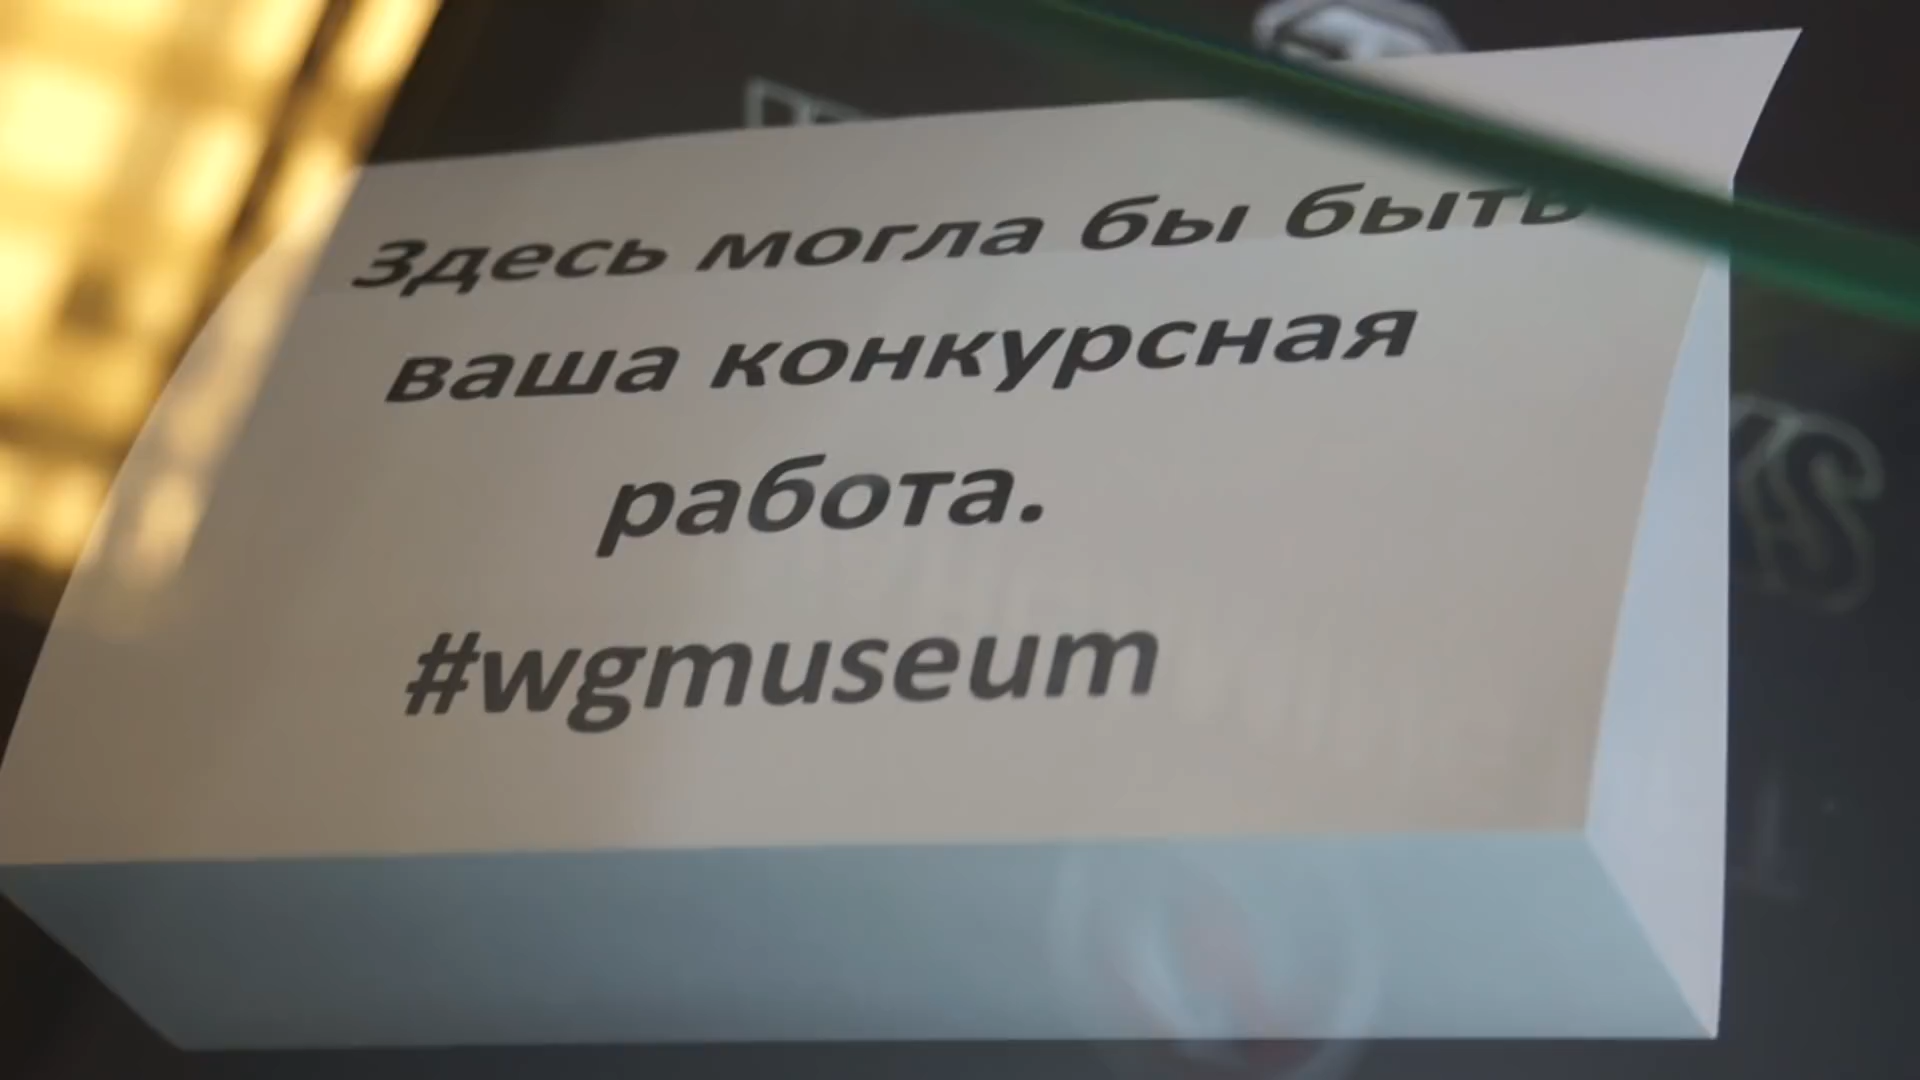 Здесь могла бы быть
ваша конкурсная
работа.
#wgmuseum